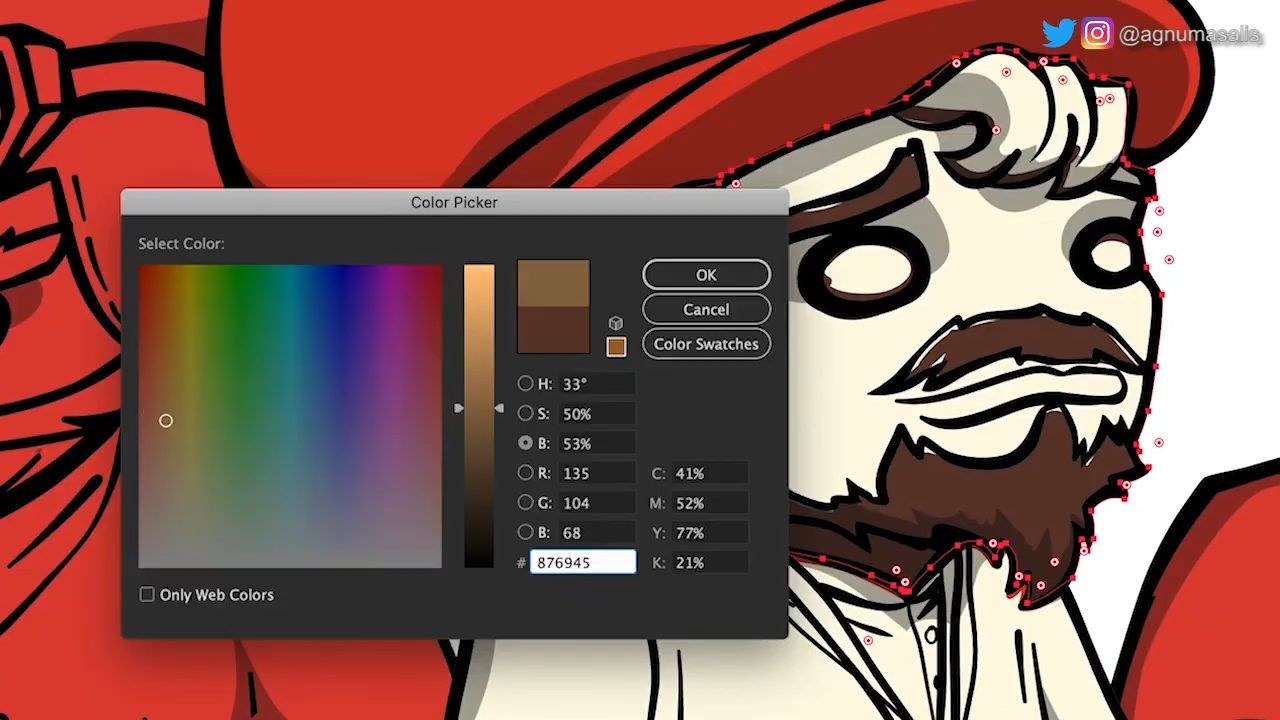 @agnumasalls
Color Picker
Select Color:
OK
Cancel
Color Swatches
H: 33°
S: 50%
B: 53%
R: 135
C: 41%
G: 104
M: 52%
B: 68
Y: 77%
# 876945
K: 21%
Only Web Colors